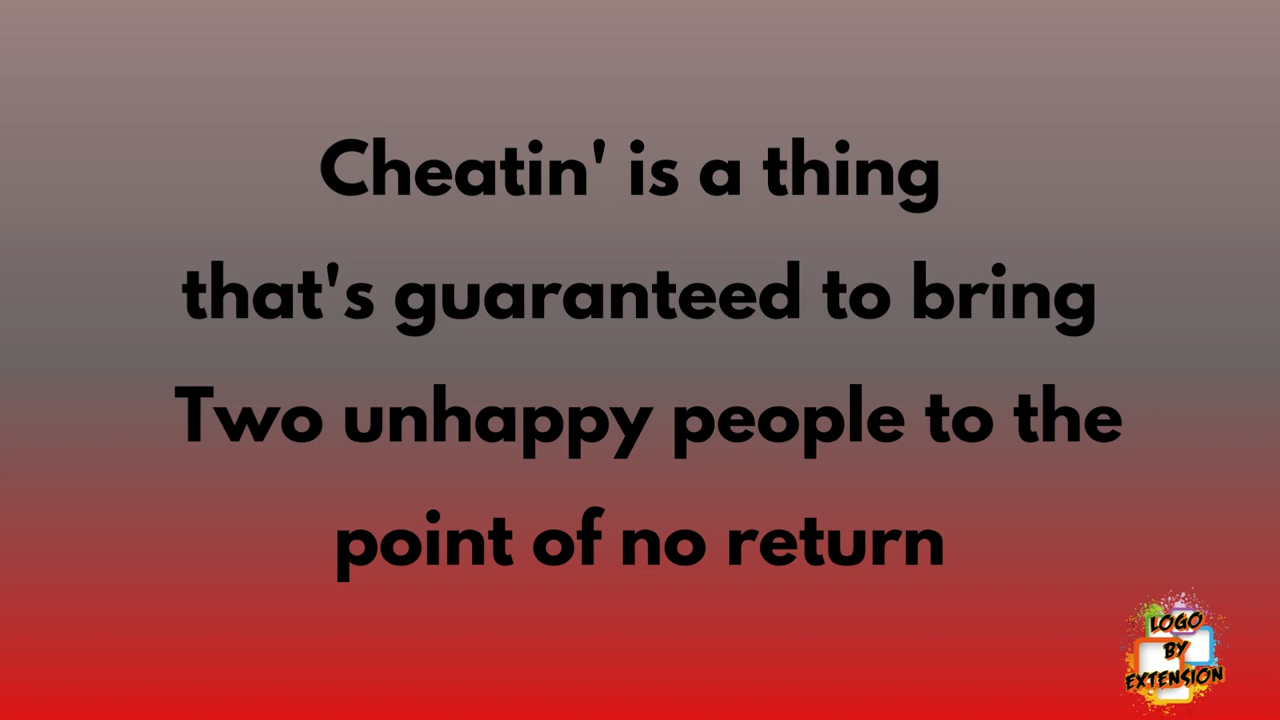 Cheatin' is a thing
that's guaranteed to bring
Two unhappy people to the
point of no return
LOGO
BY
EXTENSION